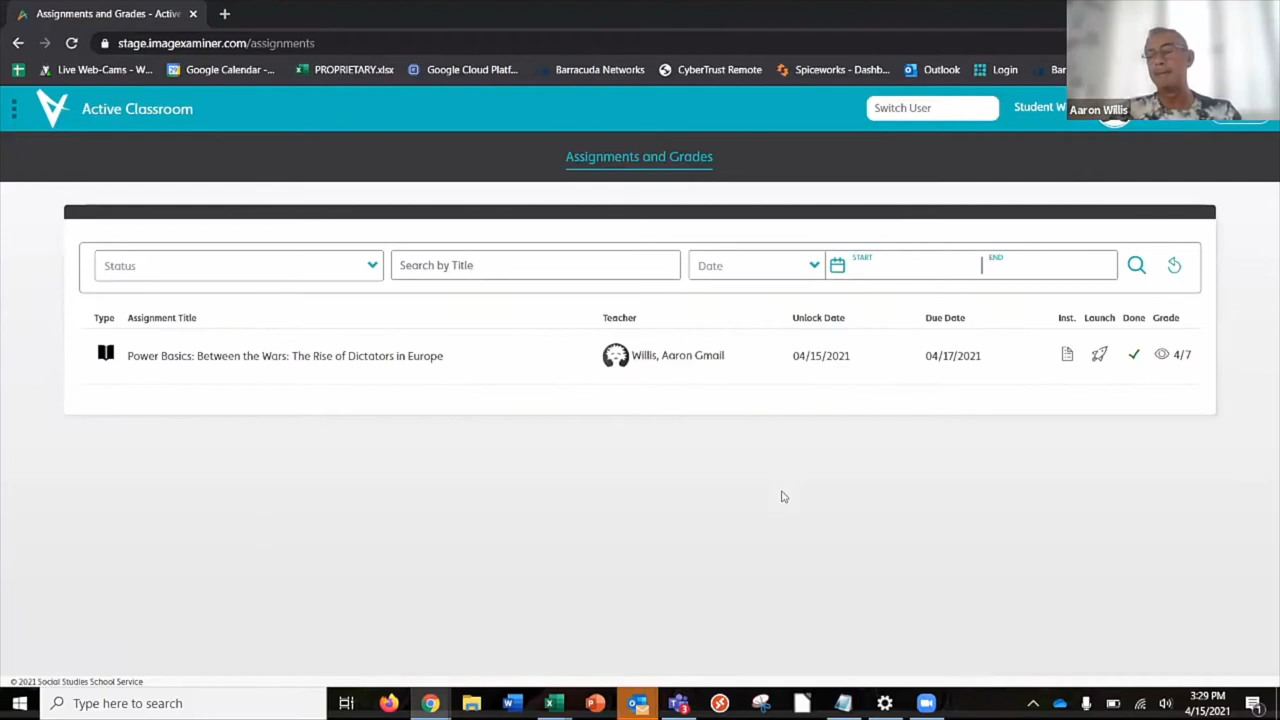 Assignments and Grades - Active
stage.imagexaminer.com/assignments
Live Web-Cams - W... Google Calendar -... PROPRIETARY.xlsx Google Cloud Platf... Barracuda Networks CyberTrust Remote Spiceworks - Dashb... Outlook Login Bar
Aaron Willis
Active Classroom Switch User Student W
Assignments and Grades
Status Search by Title Date START END
Type Assignment Title Teacher Unlock Date Due Date Inst. Launch Done Grade
Power Basics: Between the Wars: The Rise of Dictators in Europe Willis, Aaron Gmail 04/15/2021 04/17/2021 4/7
© 2021 Social Studies School Service
Type here to search 3:29 PM
4/15/2021